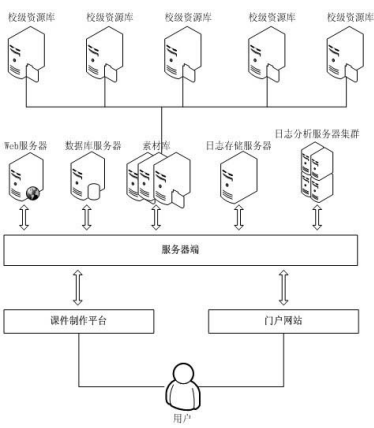 校级资源库 校级资源库 校级资源库 校级资源库 校级资源库
Web服务器 数据库服务器 素材库 日志存储服务器 日志分析服务器集群
服务器端
课件制作平台 门户网站
用户